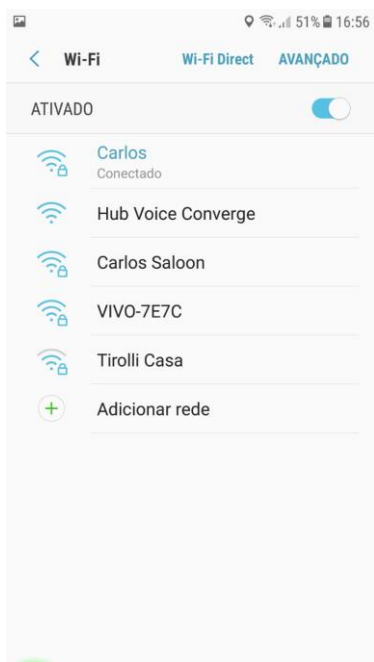 51% 16:56
Wi-Fi Wi-Fi Direct AVANÇADO
ATIVADO
Carlos
Conectado
Hub Voice Converge
Carlos Saloon
VIVO-7E7C
Tirolli Casa
Adicionar rede